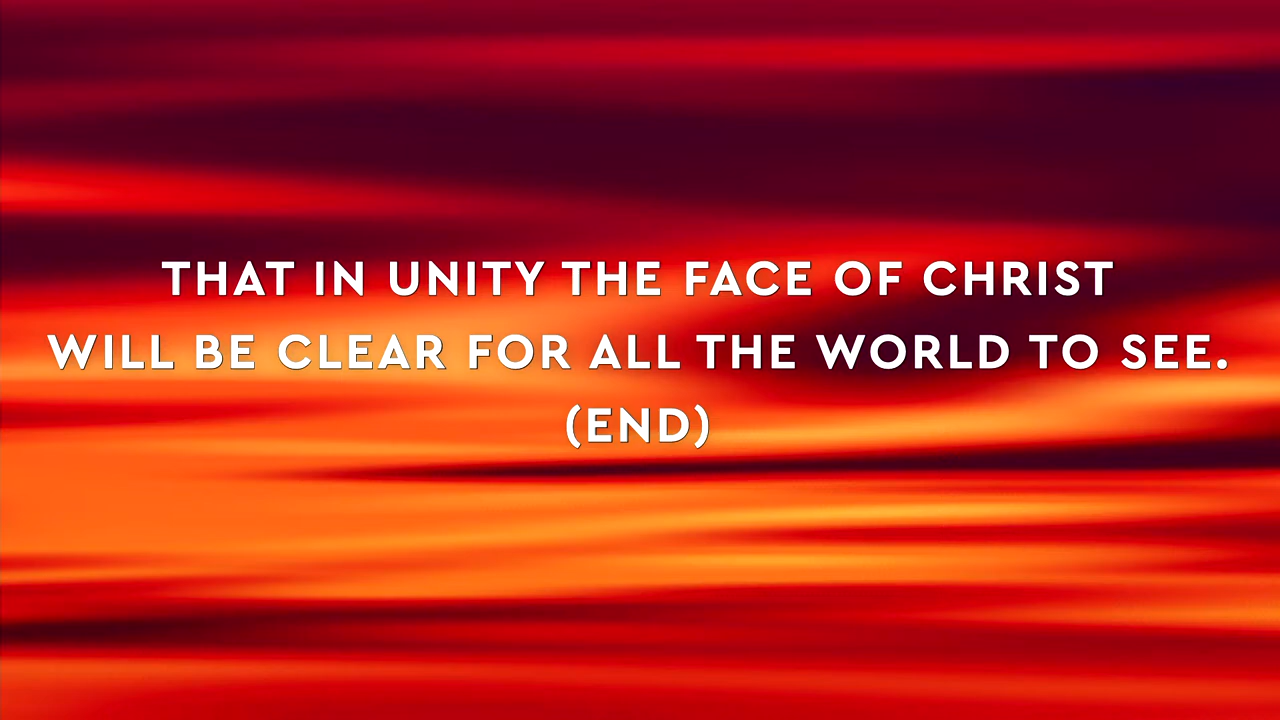 THAT IN UNITY THE FACE OF CHRIST
WILL BE CLEAR FOR ALL THE WORLD TO SEE.
(END)